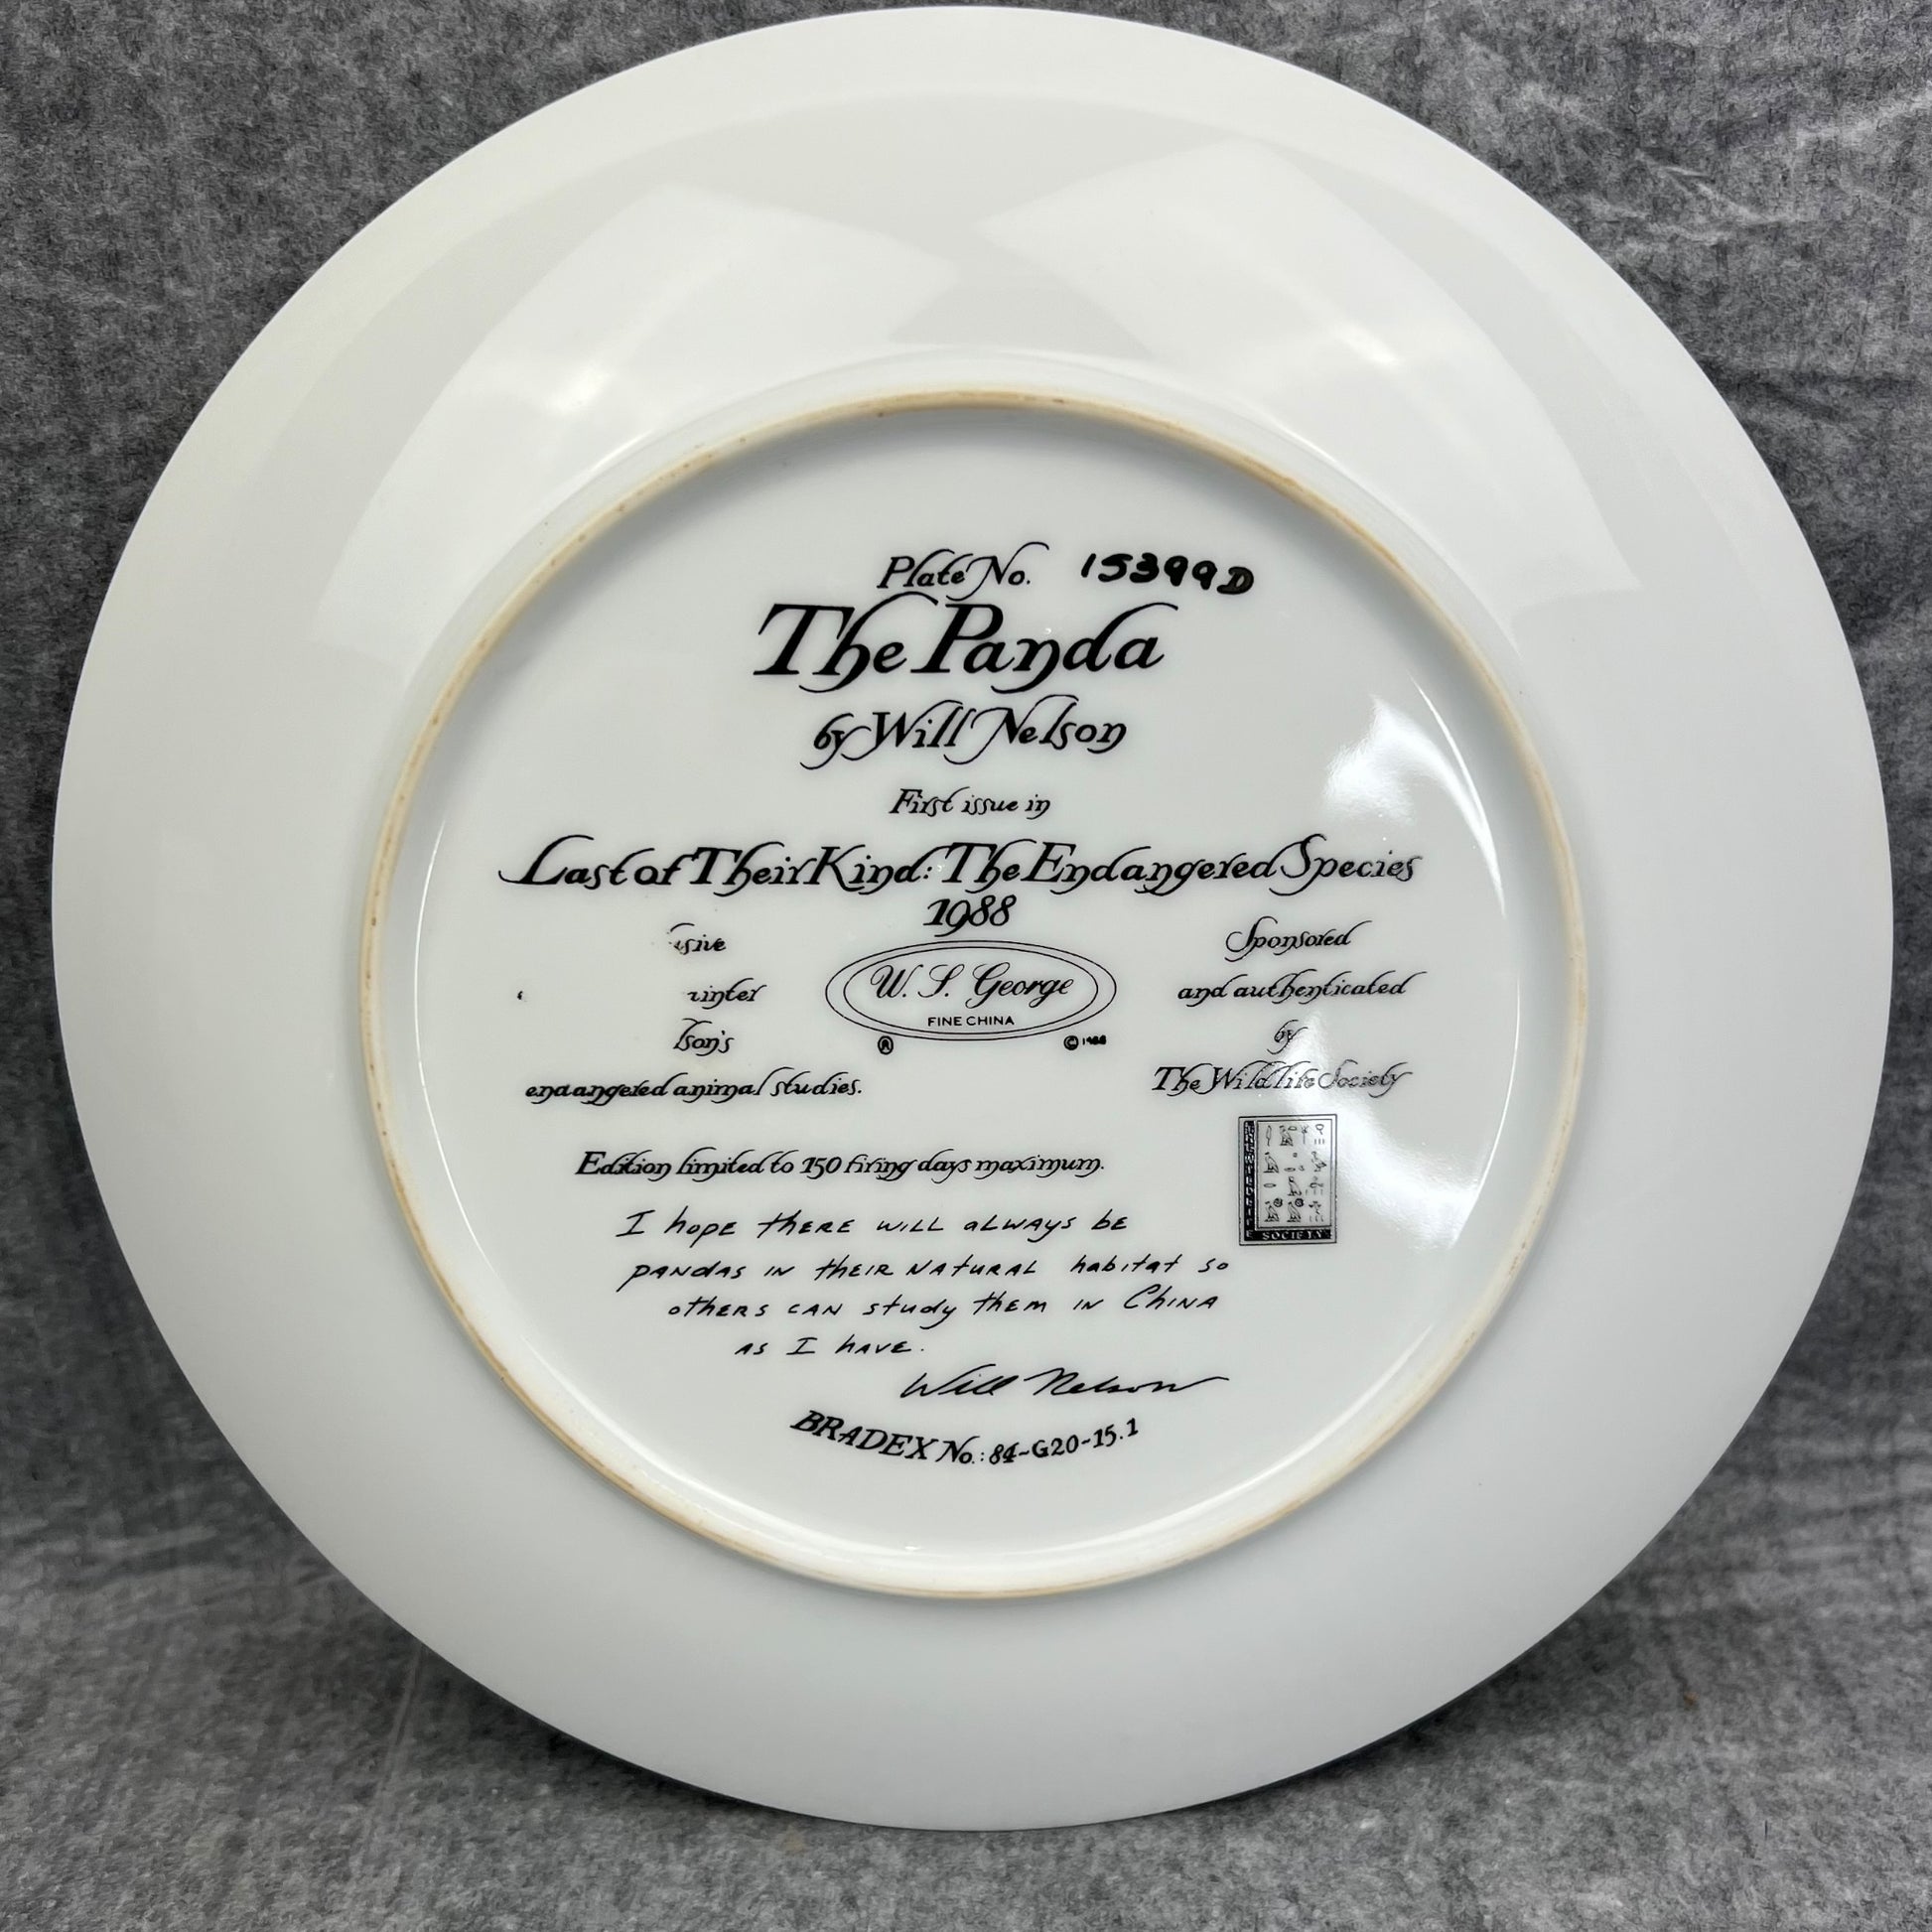 Plate No. 15399D
The Panda
by Will Nelson
First issue in
Last of Their Kind: The Endangered Species
1988
W. S. George
FINE CHINA
® © 1988
endangered animal studies.
Sponsored
and authenticated
by
The Wildlife Society
SOCIETY
Edition limited to 150 firing days maximum.
I hope there will always be
pandas in their natural habitat so
others can study them in China
as I have.
Will Nelson
BRADEX No.: 84-G20-15.1